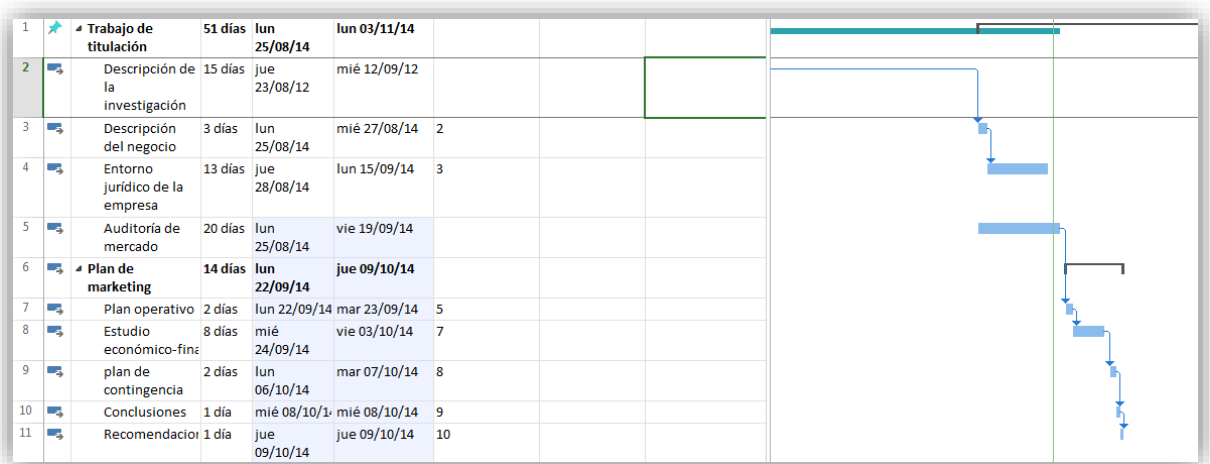 1 Trabajo de 51 días lun lun 03/11/14
titulación 25/08/14
2 Descripción de 15 días jue mié 12/09/12
la 23/08/12
investigación
3 Descripción 3 días lun mié 27/08/14 2
del negocio 25/08/14
4 Entorno 13 días jue lun 15/09/14 3
jurídico de la 28/08/14
empresa
5 Auditoría de 20 días lun vie 19/09/14
mercado 25/08/14
6 Plan de 14 días lun jue 09/10/14
marketing 22/09/14
7 Plan operativo 2 días lun 22/09/14 mar 23/09/14 5
8 Estudio 8 días mié vie 03/10/14 7
económico-fina 24/09/14
9 plan de 2 días lun mar 07/10/14 8
contingencia 06/10/14
10 Conclusiones 1 día mié 08/10/1 mié 08/10/14 9
11 Recomendacion 1 día jue jue 09/10/14 10
09/10/14